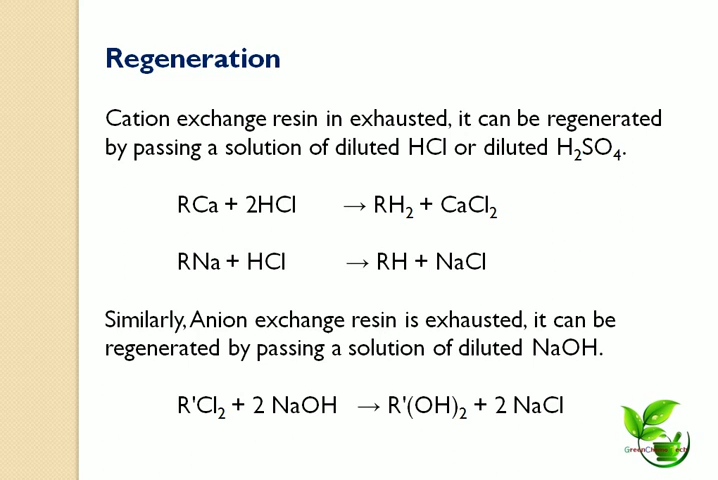 Regeneration
Cation exchange resin in exhausted, it can be regenerated
by passing a solution of diluted HCl or diluted H₂SO₄.
RCa + 2HCl → RH₂ + CaCl₂
RNa + HCl → RH + NaCl
Similarly, Anion exchange resin is exhausted, it can be
regenerated by passing a solution of diluted NaOH.
R'Cl₂ + 2 NaOH → R'(OH)₂ + 2 NaCl